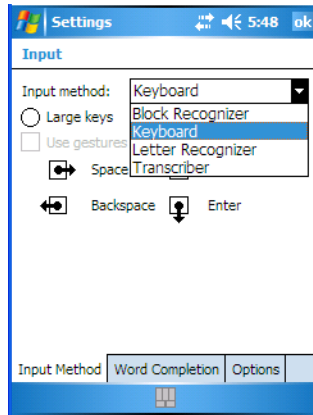 Settings 5:48 ok
Input
Input method: Keyboard
Block Recognizer
Large keys
Keyboard
Use gestures
Letter Recognizer
Space Transcriber
Backspace Enter
Input Method Word Completion Options